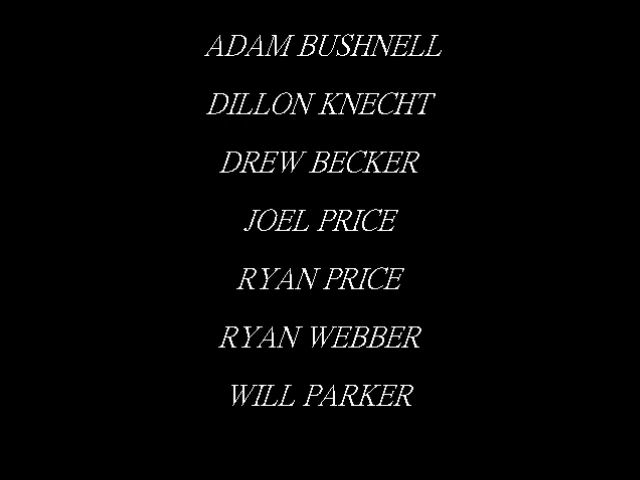 ADAM BUSHNELL
DILLON KNECHT
DREW BECKER
JOEL PRICE
RYAN PRICE
RYAN WEBBER
WILL PARKER